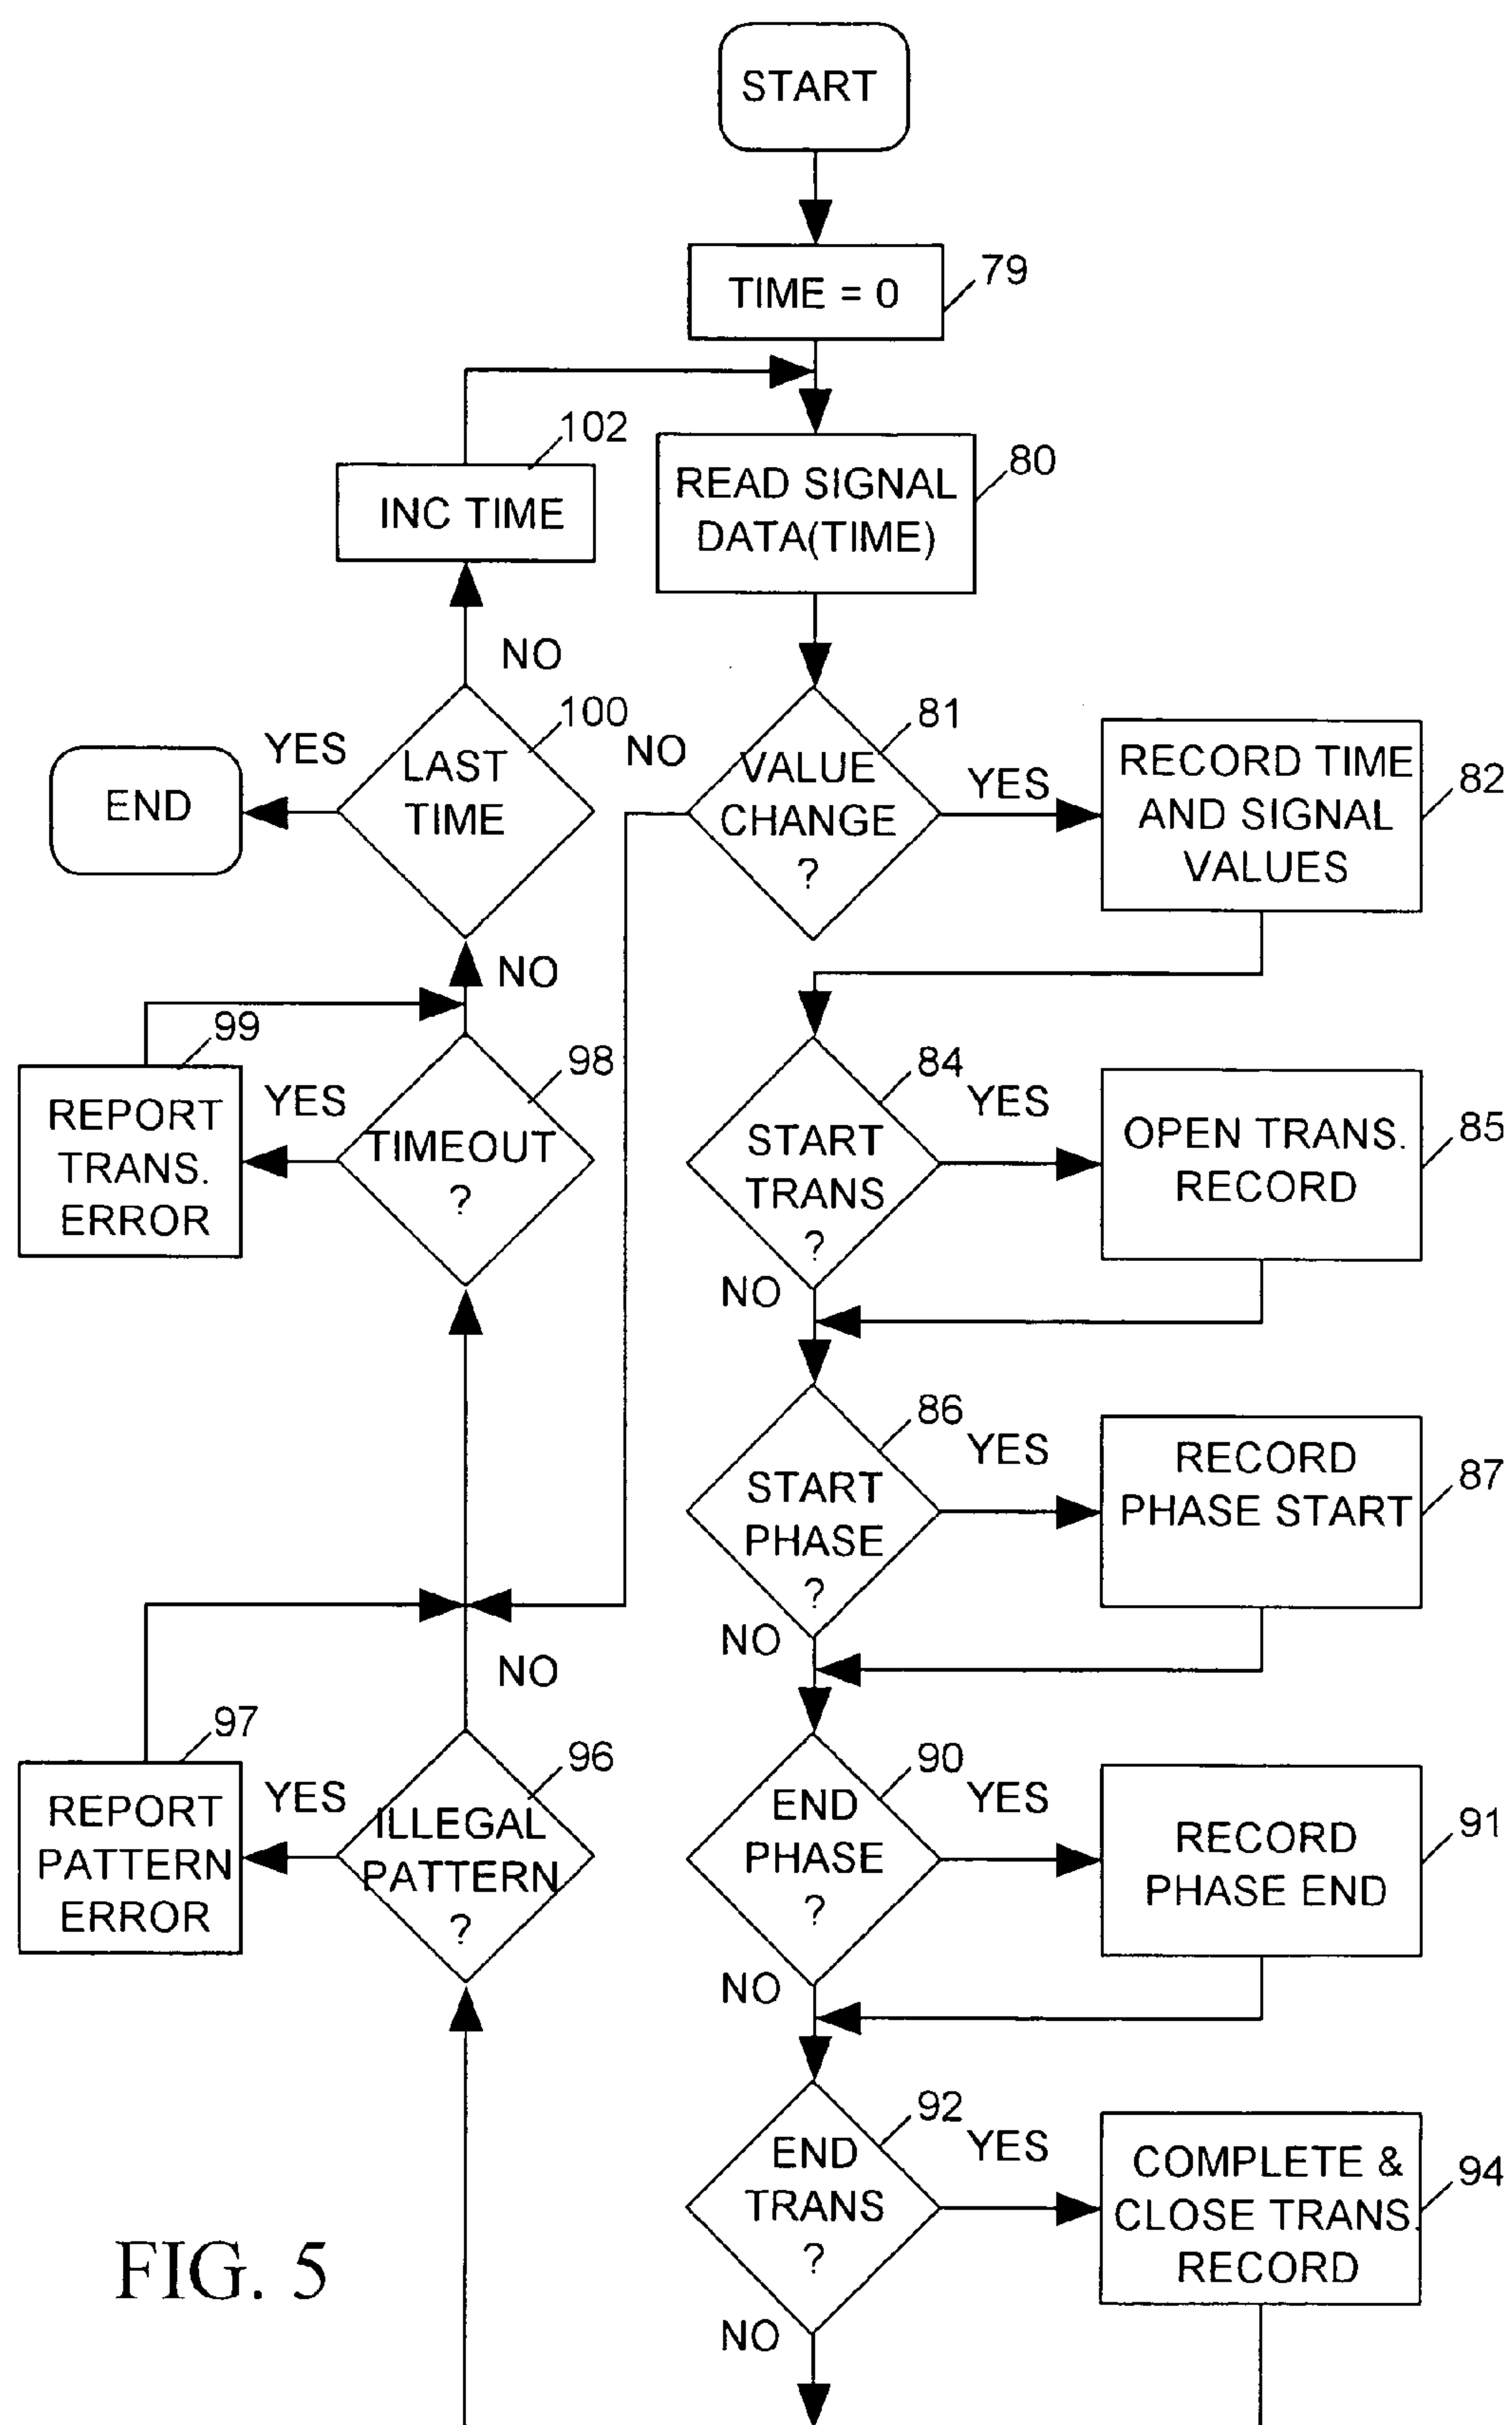 START
TIME = 0
79
102
INC TIME
READ SIGNAL
DATA(TIME)
80
NO
YES
LAST
TIME
100
END
NO
VALUE
CHANGE
?
81
YES
RECORD TIME
AND SIGNAL
VALUES
82
NO
99
REPORT
TRANS.
ERROR
YES
TIMEOUT
?
98
START
TRANS
?
84
YES
OPEN TRANS.
RECORD
85
NO
START
PHASE
?
86
YES
RECORD
PHASE START
87
NO
NO
97
REPORT
PATTERN
ERROR
YES
ILLEGAL
PATTERN
?
96
END
PHASE
?
90
YES
RECORD
PHASE END
91
NO
END
TRANS
?
92
YES
COMPLETE &
CLOSE TRANS.
RECORD
94
NO
FIG. 5